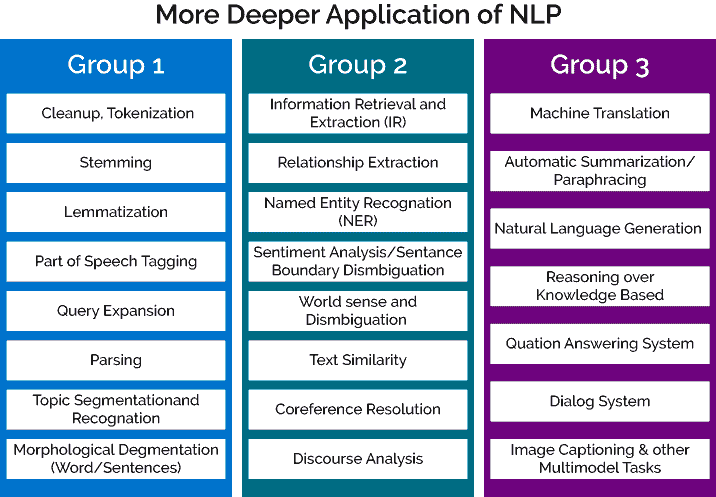 More Deeper Application of NLP
Group 1
Cleanup, Tokenization
Stemming
Lemmatization
Part of Speech Tagging
Query Expansion
Parsing
Topic Segmentationand
Recognation
Morphological Degmentation
(Word/Sentences)
Group 2
Information Retrieval and
Extraction (IR)
Relationship Extraction
Named Entity Recognation
(NER)
Sentiment Analysis/Sentance
Boundary Dismbiguation
World sense and
Dismbiguation
Text Similarity
Coreference Resolution
Discourse Analysis
Group 3
Machine Translation
Automatic Summarization/
Paraphracing
Natural Language Generation
Reasoning over
Knowledge Based
Quation Answering System
Dialog System
Image Captioning & other
Multimodel Tasks